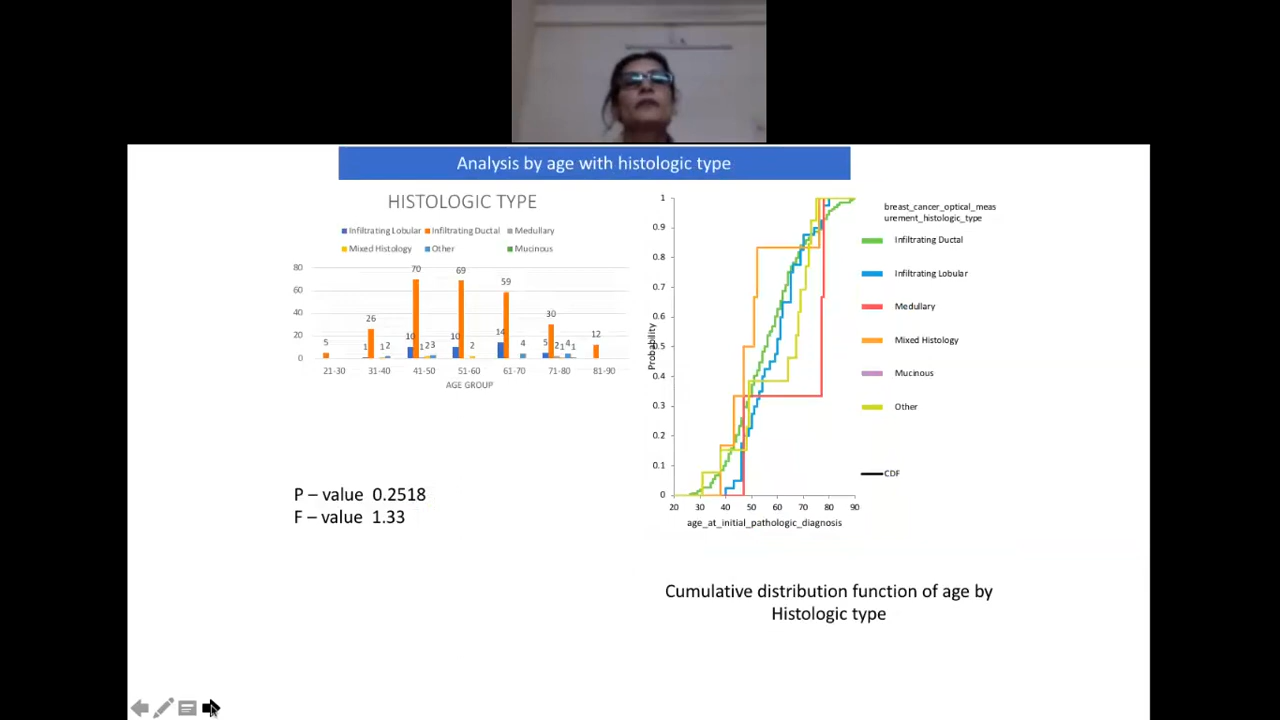 Analysis by age with histologic type
HISTOLOGIC TYPE
Infiltrating Lobular Infiltrating Ductal Medullary
Mixed Histology Other Mucinous
80
60
40
20
0
5
1 26 1 2
10 70 1 2 3
10 69 2
14 59 4
5 30 2 1 4 1
12
21-30 31-40 41-50 51-60 61-70 71-80 81-90
AGE GROUP
P – value 0.2518
F – value 1.33
1
0.9
0.8
0.7
0.6
0.5
0.4
0.3
0.2
0.1
0
Probability
20 30 40 50 60 70 80 90
age_at_initial_pathologic_diagnosis
breast_cancer_optical_meas
urement_histologic_type
Infiltrating Ductal
Infiltrating Lobular
Medullary
Mixed Histology
Mucinous
Other
CDF
Cumulative distribution function of age by
Histologic type